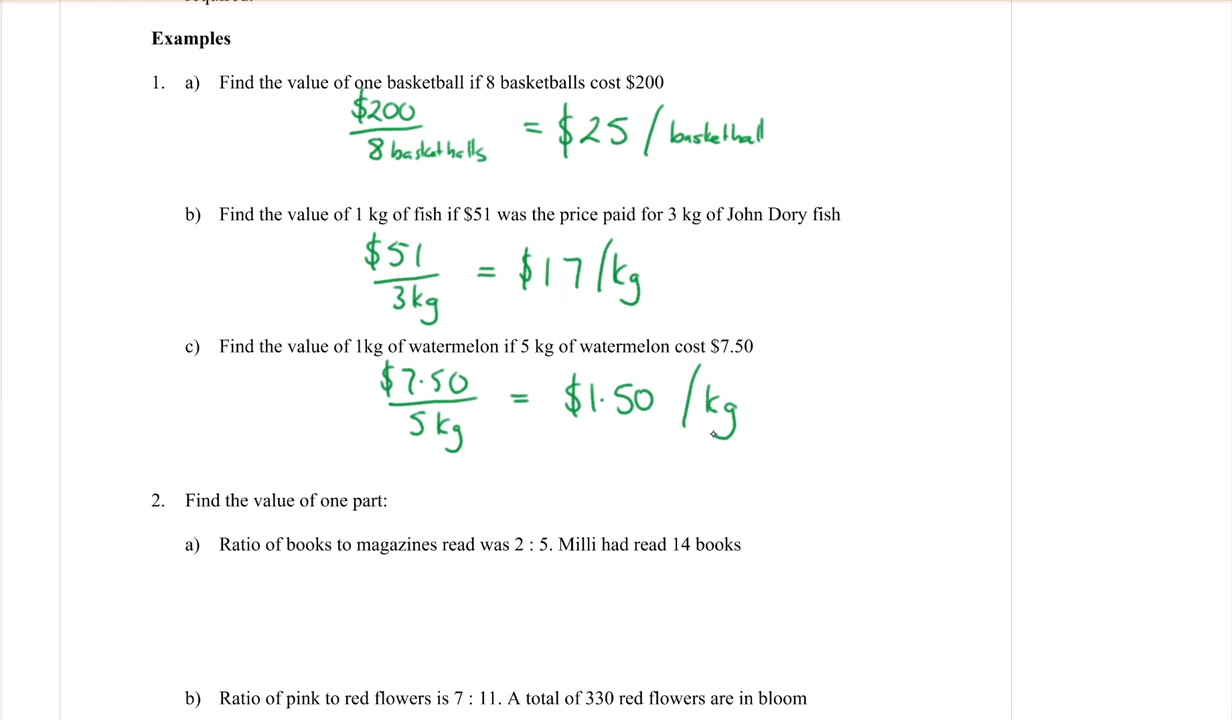 Examples
1. a) Find the value of one basketball if 8 basketballs cost $200
$200
8 basketballs
= $25 / basketball
b) Find the value of 1 kg of fish if $51 was the price paid for 3 kg of John Dory fish
$51
3kg
= $17 /kg
c) Find the value of 1kg of watermelon if 5 kg of watermelon cost $7.50
$7.50
5 kg
= $1.50 /kg
2. Find the value of one part:
a) Ratio of books to magazines read was 2 : 5. Milli had read 14 books
b) Ratio of pink to red flowers is 7 : 11. A total of 330 red flowers are in bloom